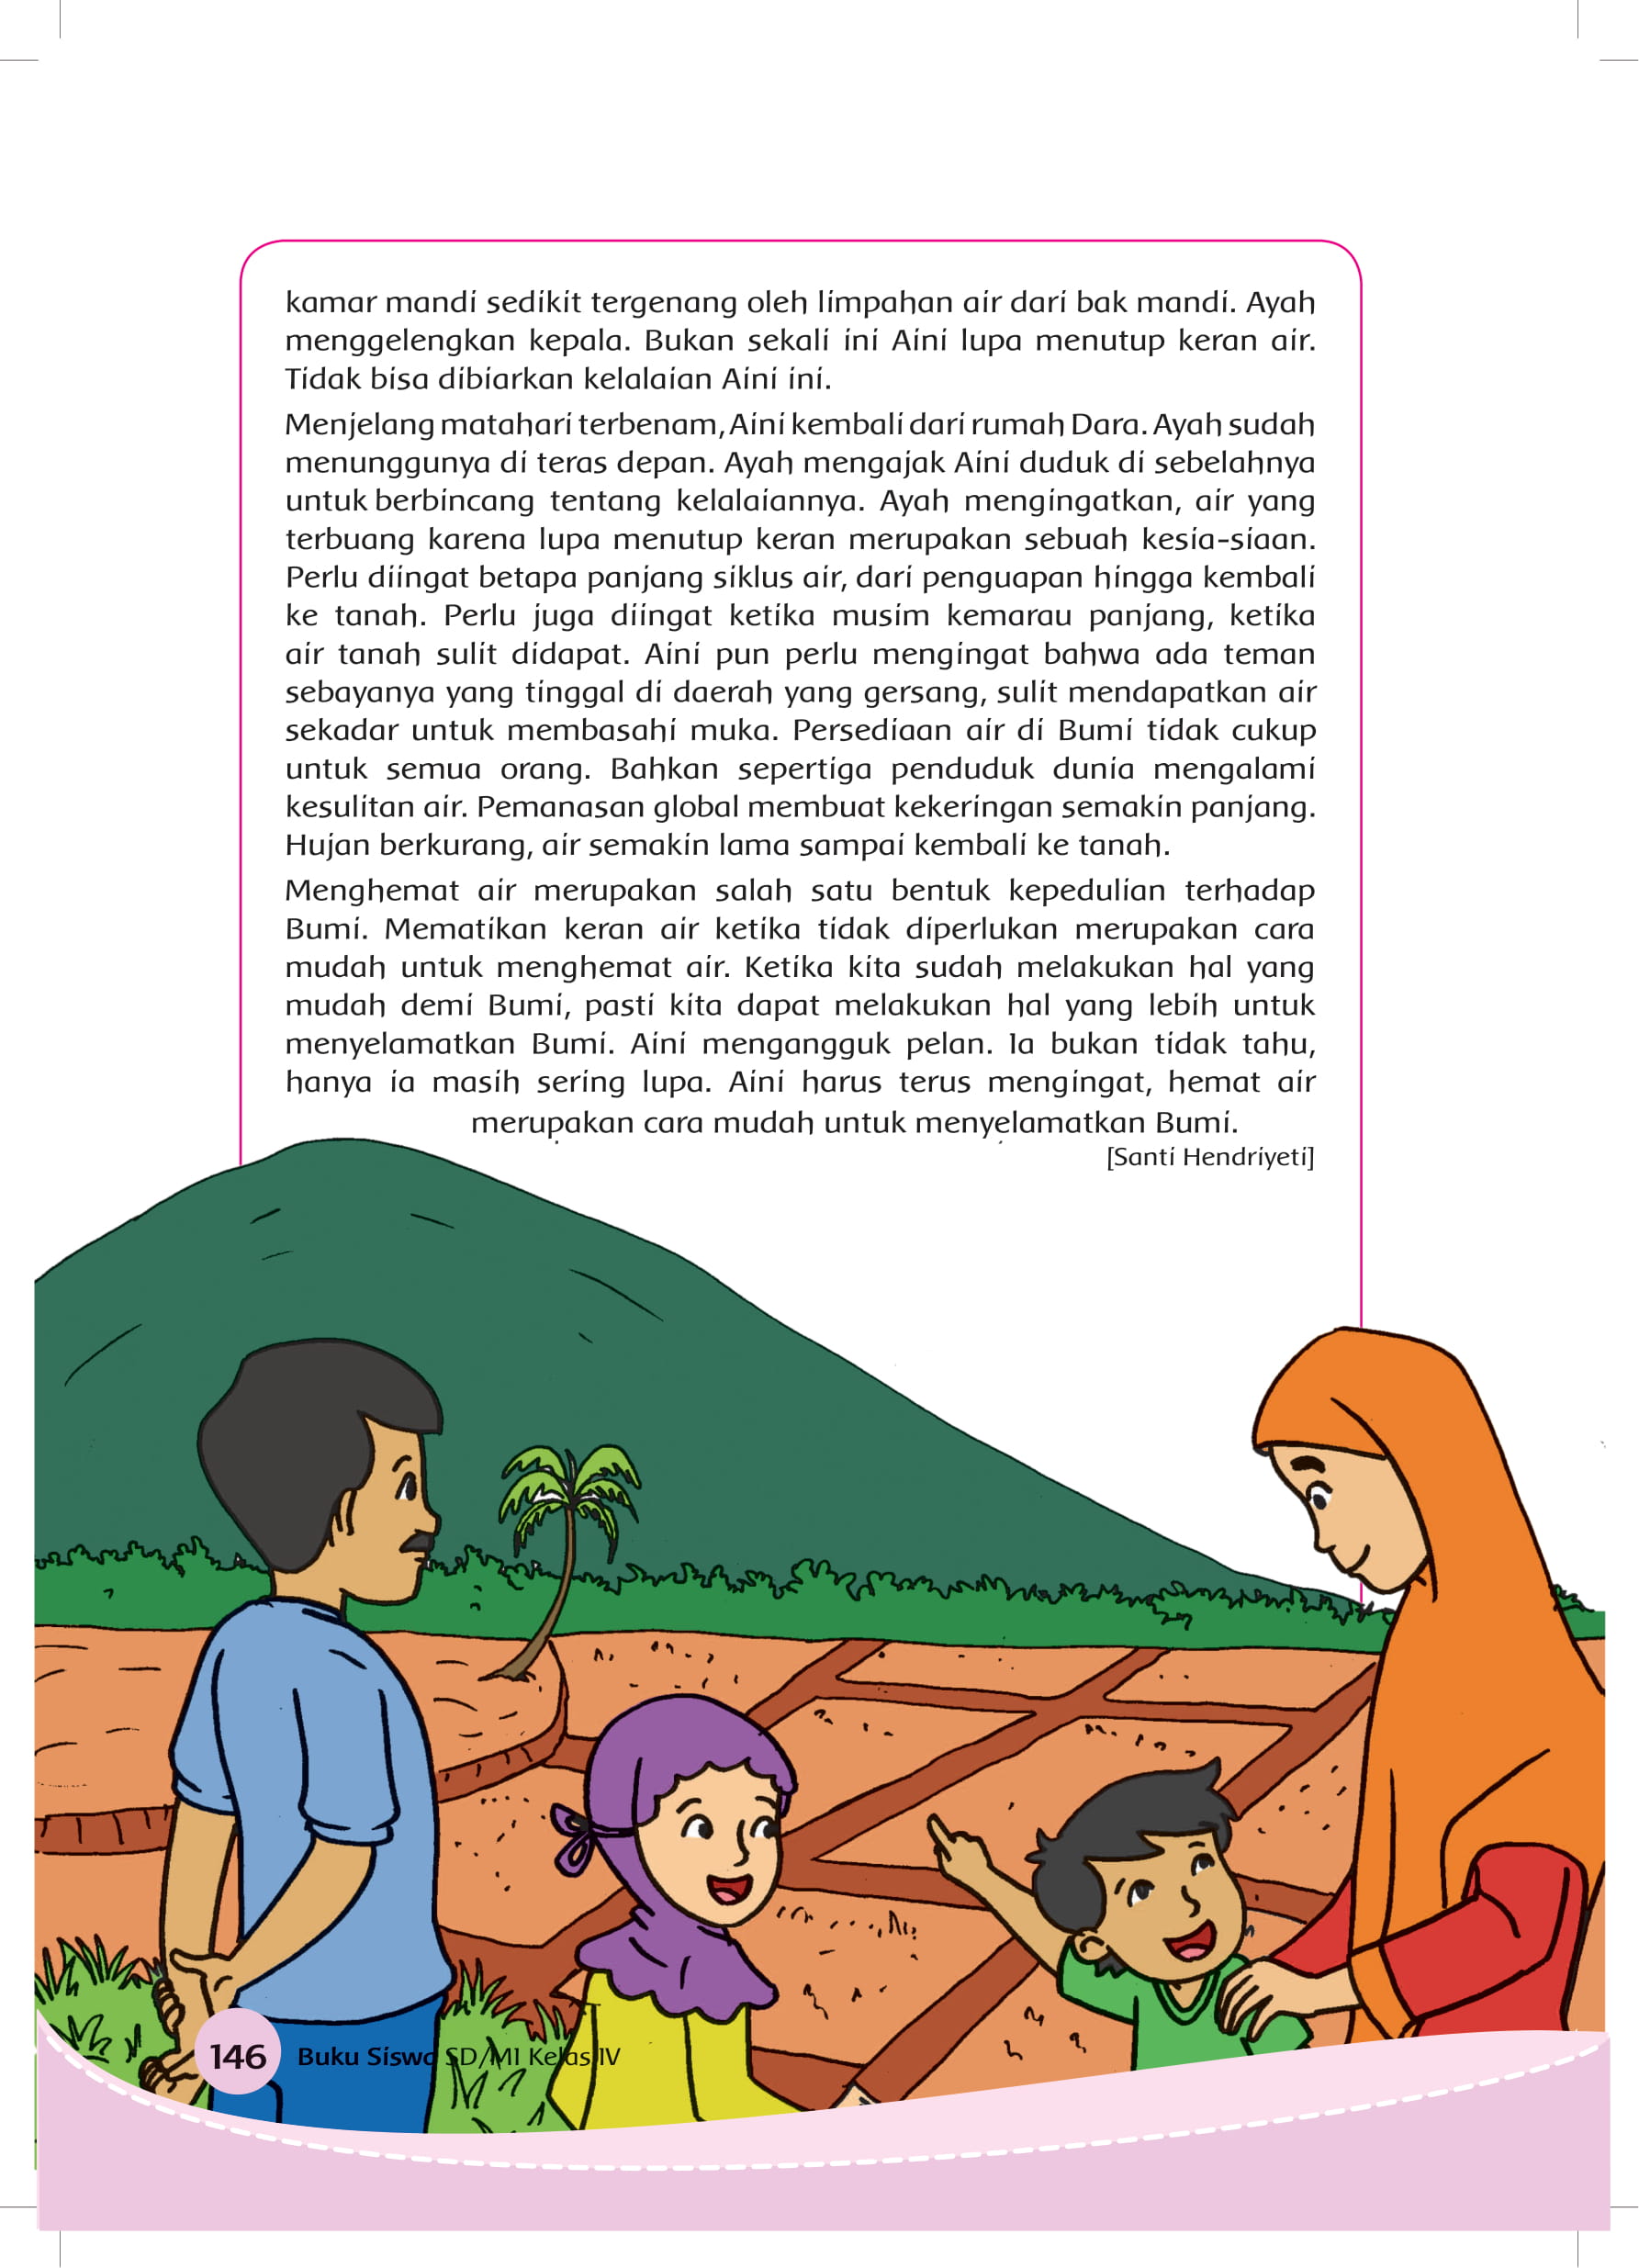 kamar mandi sedikit tergenang oleh limpahan air dari bak mandi. Ayah
menggelengkan kepala. Bukan sekali ini Aini lupa menutup keran air.
Tidak bisa dibiarkan kelalaian Aini ini.
Menjelang matahari terbenam, Aini kembali dari rumah Dara. Ayah sudah
menunggunya di teras depan. Ayah mengajak Aini duduk di sebelahnya
untuk berbincang tentang kelalaiannya. Ayah mengingatkan, air yang
terbuang karena lupa menutup keran merupakan sebuah kesia-siaan.
Perlu diingat betapa panjang siklus air, dari penguapan hingga kembali
ke tanah. Perlu juga diingat ketika musim kemarau panjang, ketika
air tanah sulit didapat. Aini pun perlu mengingat bahwa ada teman
sebayanya yang tinggal di daerah yang gersang, sulit mendapatkan air
sekadar untuk membasahi muka. Persediaan air di Bumi tidak cukup
untuk semua orang. Bahkan sepertiga penduduk dunia mengalami
kesulitan air. Pemanasan global membuat kekeringan semakin panjang.
Hujan berkurang, air semakin lama sampai kembali ke tanah.
Menghemat air merupakan salah satu bentuk kepedulian terhadap
Bumi. Mematikan keran air ketika tidak diperlukan merupakan cara
mudah untuk menghemat air. Ketika kita sudah melakukan hal yang
mudah demi Bumi, pasti kita dapat melakukan hal yang lebih untuk
menyelamatkan Bumi. Aini mengangguk pelan. Ia bukan tidak tahu,
hanya ia masih sering lupa. Aini harus terus mengingat, hemat air
merupakan cara mudah untuk menyelamatkan Bumi.
[Santi Hendriyeti]
146 Buku Siswa SD/MI Kelas IV